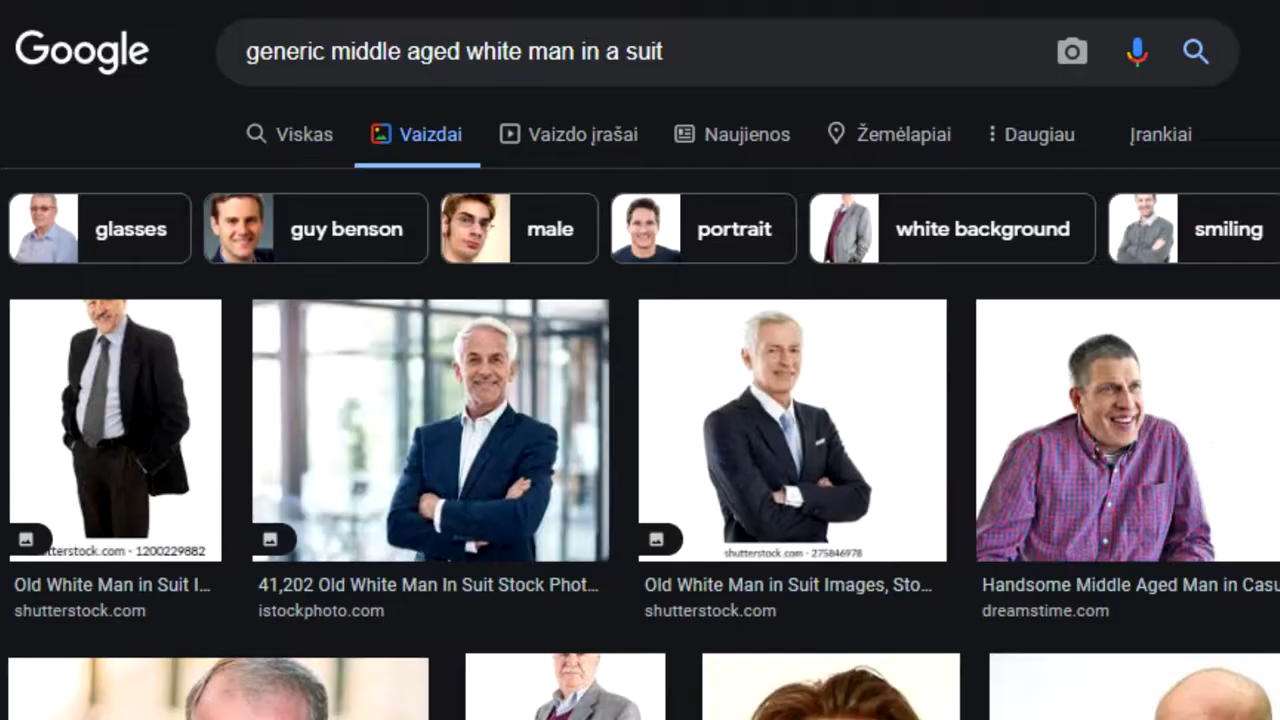 Google
generic middle aged white man in a suit
Viskas Vaizdai Vaizdo įrašai Naujienos Žemėlapiai Daugiau Įrankiai
glasses guy benson male portrait white background smiling
shutterstock.com · 1200229882
shutterstock.com · 275846978
Old White Man in Suit I... 41,202 Old White Man In Suit Stock Phot... Old White Man in Suit Images, Sto... Handsome Middle Aged Man in Casu
shutterstock.com istockphoto.com shutterstock.com dreamstime.com